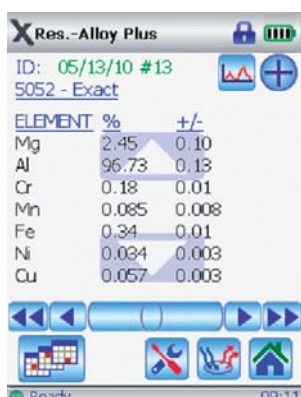 XRes.-Alloy Plus
ID: 05/13/10 #13
5052 - Exact
ELEMENT % +/-
Mg 2.45 0.10
Al 96.73 0.13
Cr 0.18 0.01
Mn 0.085 0.008
Fe 0.34 0.01
Ni 0.034 0.003
Cu 0.057 0.003
Ready 09:11